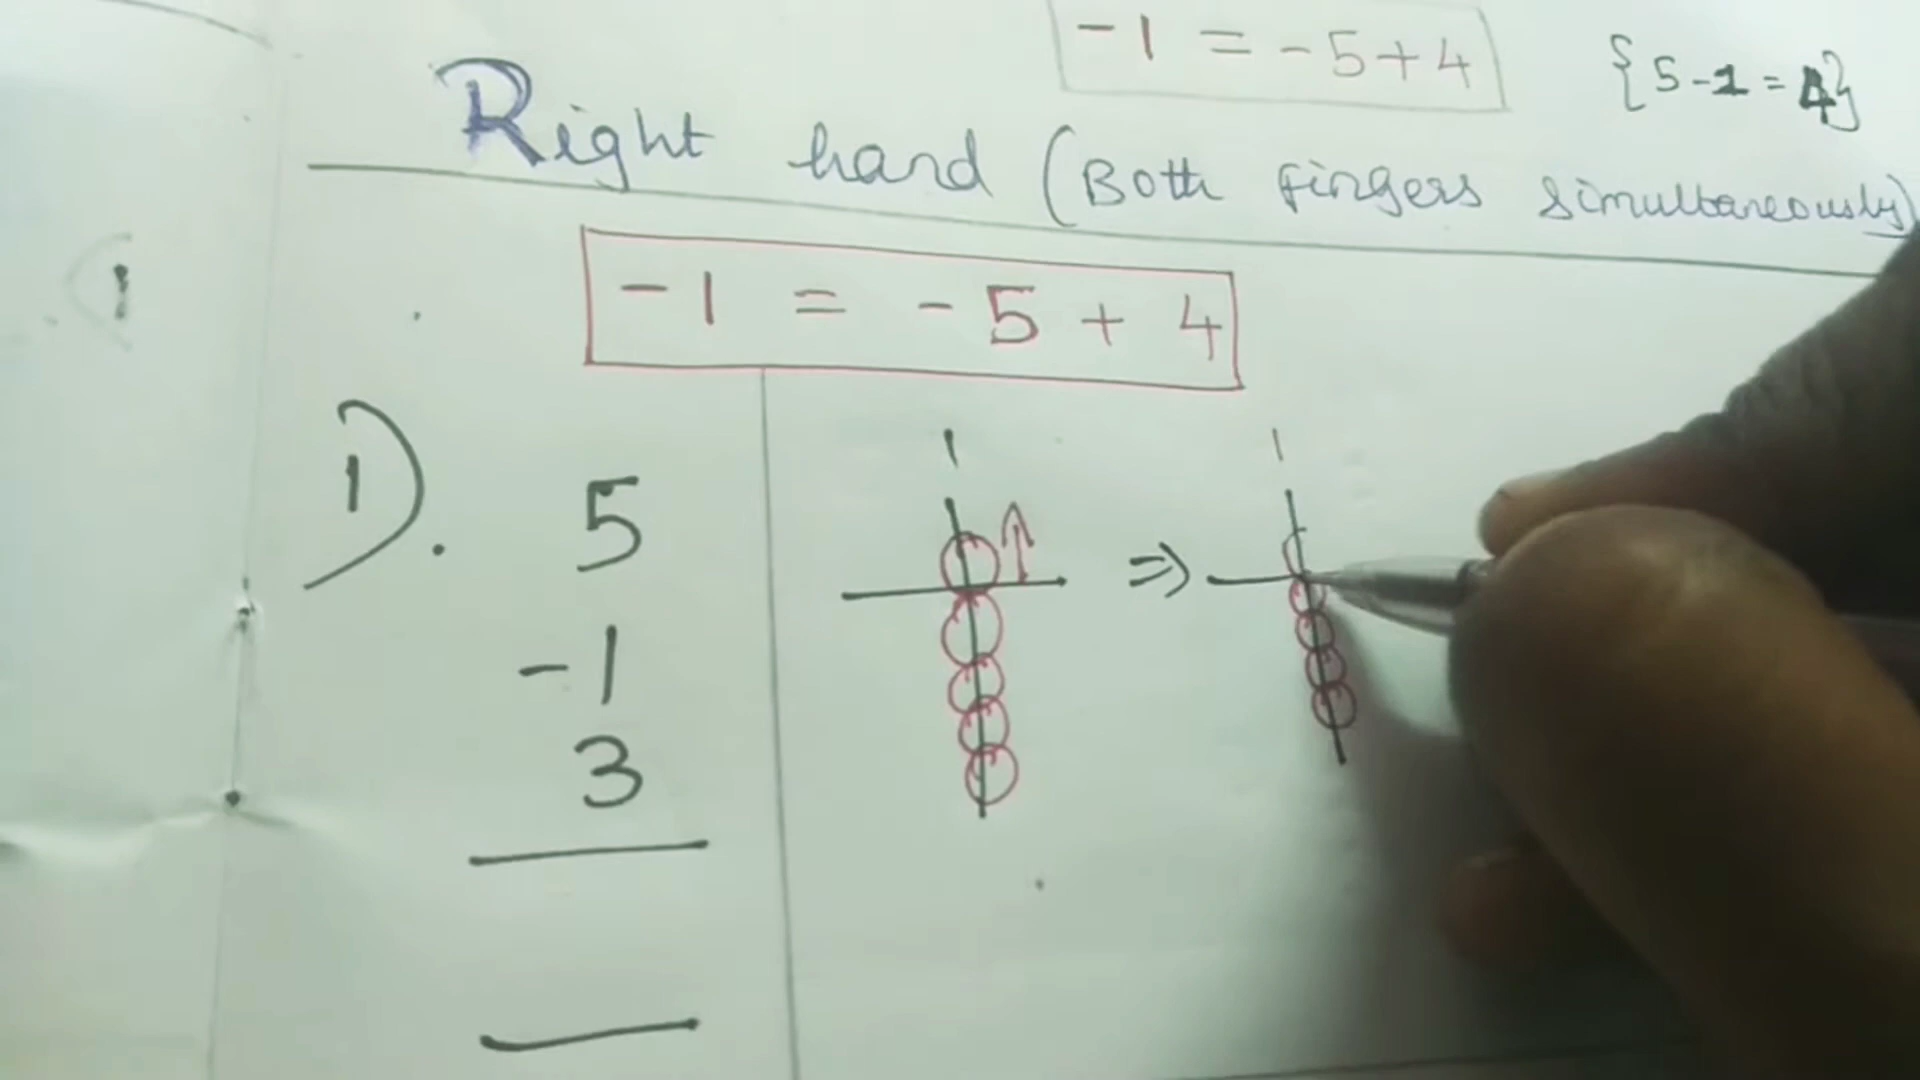 -1 = -5+4 {5-1=4}
Right hand (Both fingers simultaneously)
-1 = -5 + 4
1). 5
-1
3
1 ⇒ 1